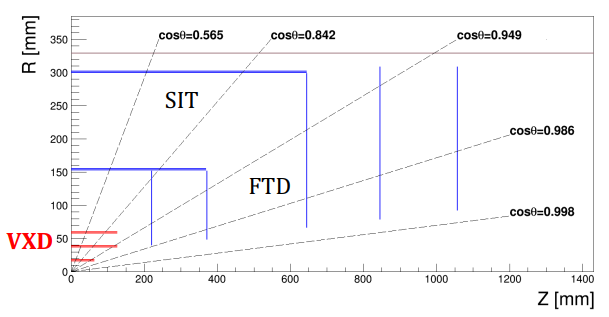 cosθ=0.565
cosθ=0.842
cosθ=0.949
R [mm]
350
300
SIT
250
200
cosθ=0.986
FTD
150
100
cosθ=0.998
VXD
50
0
0 200 400 600 800 1000 1200 1400
Z [mm]